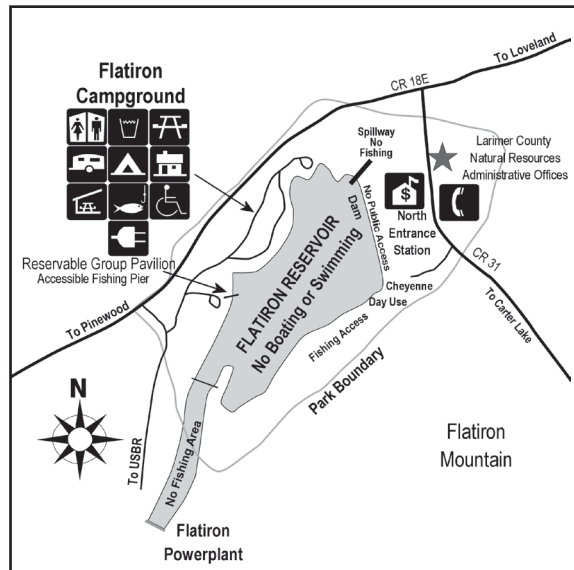 To Loveland
CR 18E
Flatiron
Campground
Spillway
No
Fishing
Larimer County
Natural Resources
Administrative Offices
$
Dam
No Public Access
North
Entrance
Station
CR 31
Reservable Group Pavilion
Accessible Fishing Pier
FLATIRON RESERVOIR
No Boating or Swimming
Cheyenne
Day Use
To Carter Lake
To Pinewood
Fishing Access
Park Boundary
N
To USBR
No Fishing Area
Flatiron
Mountain
Flatiron
Powerplant